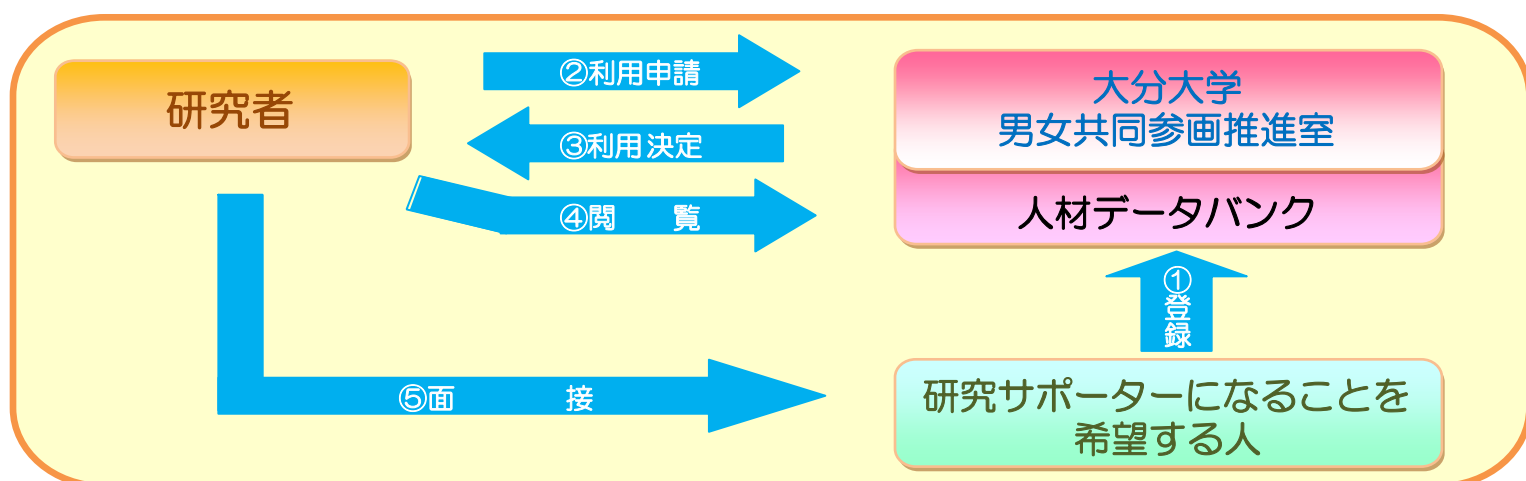 研究者
②利用申請
③利用決定
④閲覧
⑤面接
大分大学
男女共同参画推進室
人材データバンク
①登録
研究サポーターになることを
希望する人